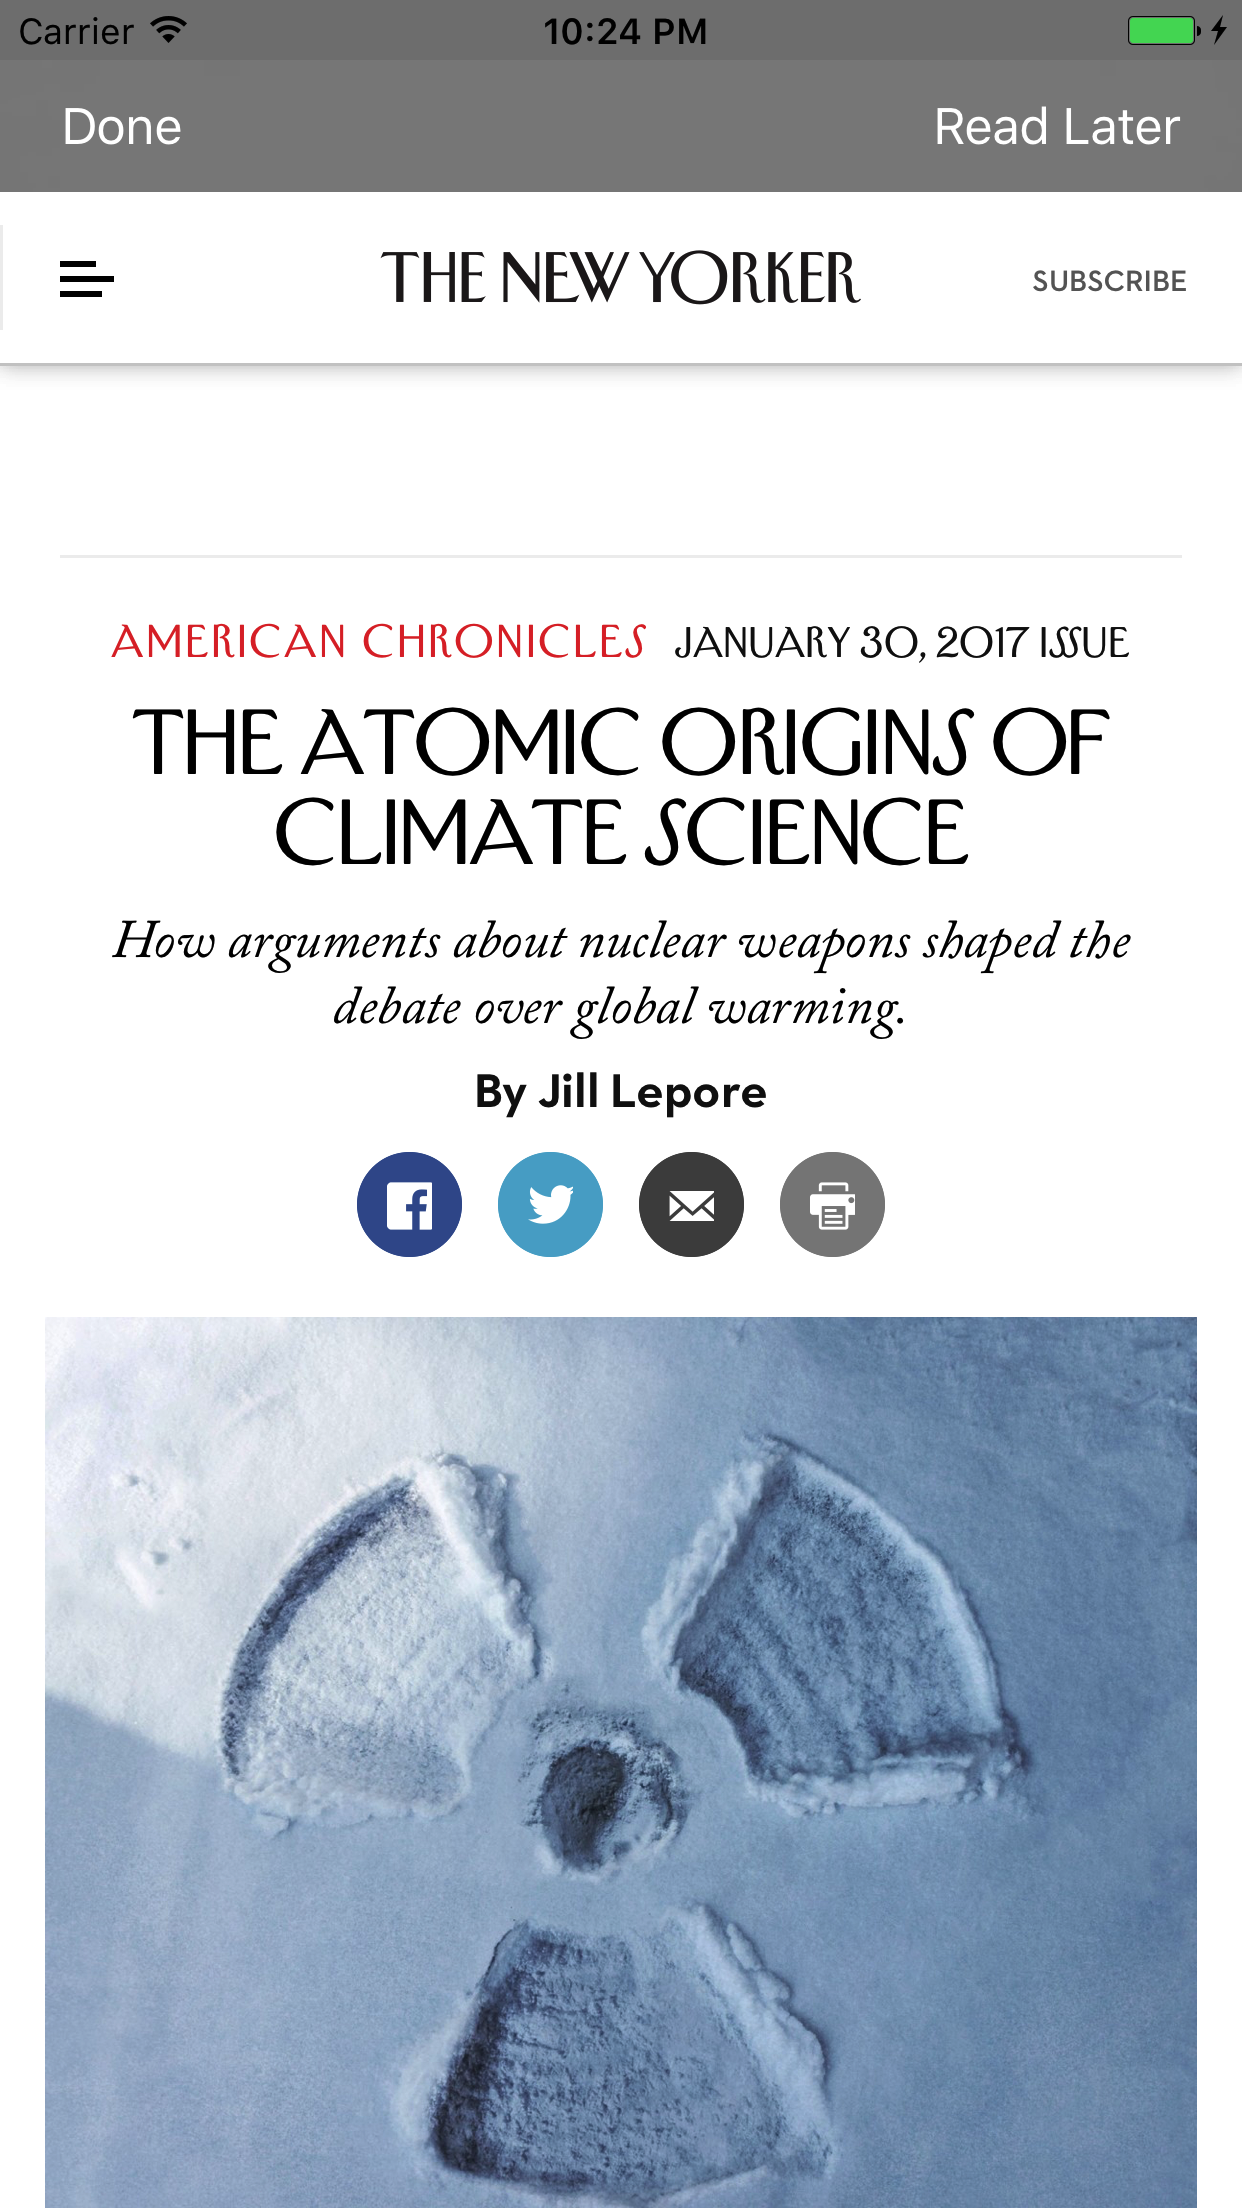 Carrier 10:24 PM
Done Read Later
THE NEW YORKER SUBSCRIBE
AMERICAN CHRONICLES JANUARY 30, 2017 ISSUE
THE ATOMIC ORIGINS OF
CLIMATE SCIENCE
How arguments about nuclear weapons shaped the
debate over global warming.
By Jill Lepore